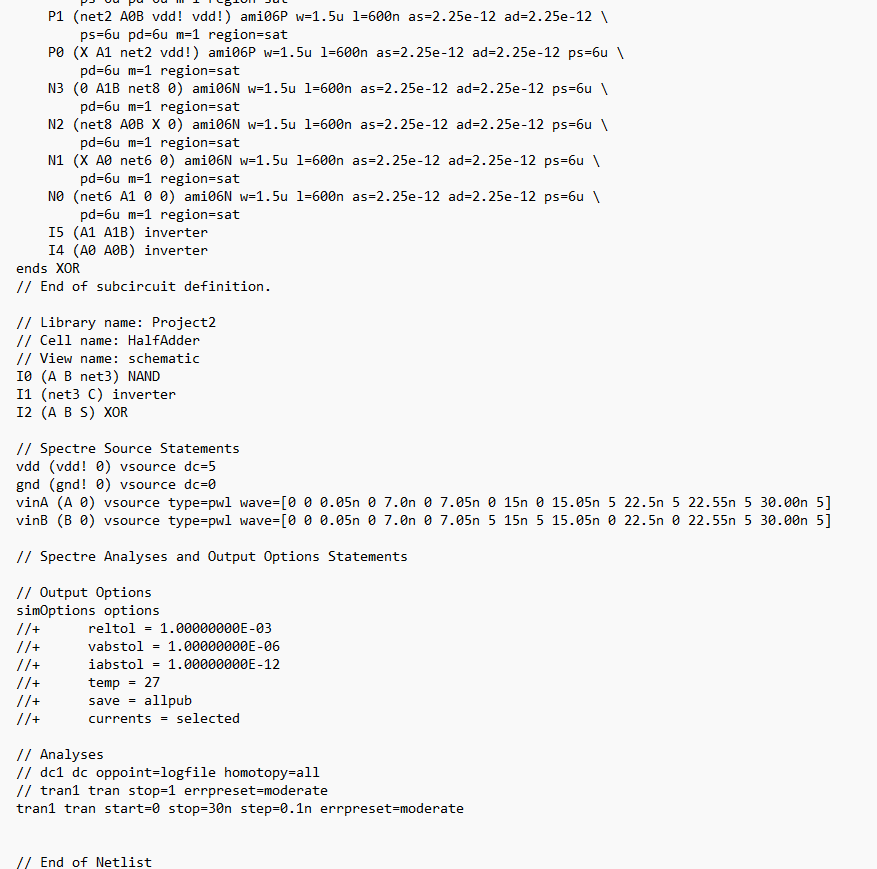 ps=6u pd=6u m=1 region=sat
P1 (net2 A0B vdd! vdd!) ami06P w=1.5u l=600n as=2.25e-12 ad=2.25e-12 \
ps=6u pd=6u m=1 region=sat
P0 (X A1 net2 vdd!) ami06P w=1.5u l=600n as=2.25e-12 ad=2.25e-12 ps=6u \
pd=6u m=1 region=sat
N3 (0 A1B net8 0) ami06N w=1.5u l=600n as=2.25e-12 ad=2.25e-12 ps=6u \
pd=6u m=1 region=sat
N2 (net8 A0B X 0) ami06N w=1.5u l=600n as=2.25e-12 ad=2.25e-12 ps=6u \
pd=6u m=1 region=sat
N1 (X A0 net6 0) ami06N w=1.5u l=600n as=2.25e-12 ad=2.25e-12 ps=6u \
pd=6u m=1 region=sat
N0 (net6 A1 0 0) ami06N w=1.5u l=600n as=2.25e-12 ad=2.25e-12 ps=6u \
pd=6u m=1 region=sat
I5 (A1 A1B) inverter
I4 (A0 A0B) inverter
ends XOR
// End of subcircuit definition.
// Library name: Project2
// Cell name: HalfAdder
// View name: schematic
I0 (A B net3) NAND
I1 (net3 C) inverter
I2 (A B S) XOR
// Spectre Source Statements
vdd (vdd! 0) vsource dc=5
gnd (gnd! 0) vsource dc=0
vinA (A 0) vsource type=pwl wave=[0 0 0.05n 0 7.0n 0 7.05n 0 15n 0 15.05n 5 22.5n 5 22.55n 5 30.00n 5]
vinB (B 0) vsource type=pwl wave=[0 0 0.05n 0 7.0n 0 7.05n 5 15n 5 15.05n 0 22.5n 0 22.55n 5 30.00n 5]
// Spectre Analyses and Output Options Statements
// Output Options
simOptions options
//+ reltol = 1.00000000E-03
//+ vabstol = 1.00000000E-06
//+ iabstol = 1.00000000E-12
//+ temp = 27
//+ save = allpub
//+ currents = selected
// Analyses
// dc1 dc oppoint=logfile homotopy=all
// tran1 tran stop=1 errpreset=moderate
tran1 tran start=0 stop=30n step=0.1n errpreset=moderate
// End of Netlist